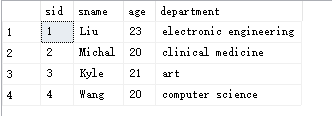 sid sname age department
1 1 Liu 23 electronic engineering
2 2 Michal 20 clinical medicine
3 3 Kyle 21 art
4 4 Wang 20 computer science